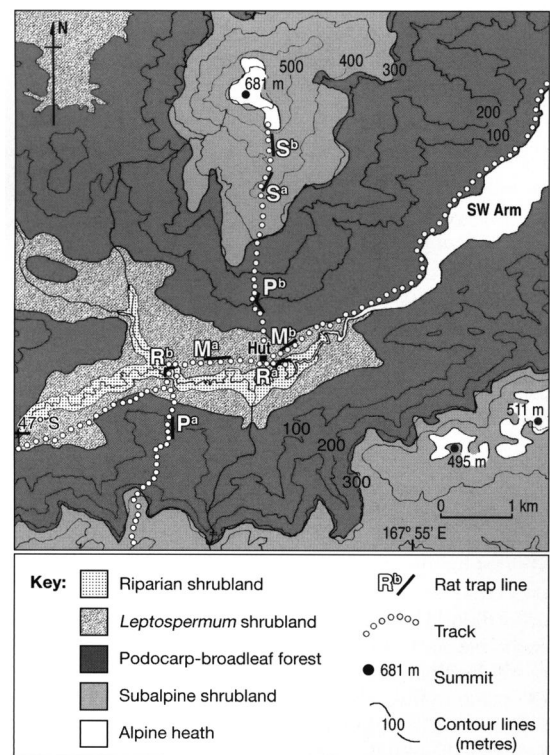 N
681 m
500
400
300
200
100
Sᵇ
Sᵃ
SW Arm
Pᵇ
Mᵃ
Hut
Mᵇ
Rᵇ
Rᵃ
47° S
Pᵃ
100
200
300
511 m
495 m
0 1 km
167° 55' E
Key:
Riparian shrubland
Leptospermum shrubland
Podocarp-broadleaf forest
Subalpine shrubland
Alpine heath
Rᵇ Rat trap line
Track
681 m Summit
100 Contour lines
(metres)